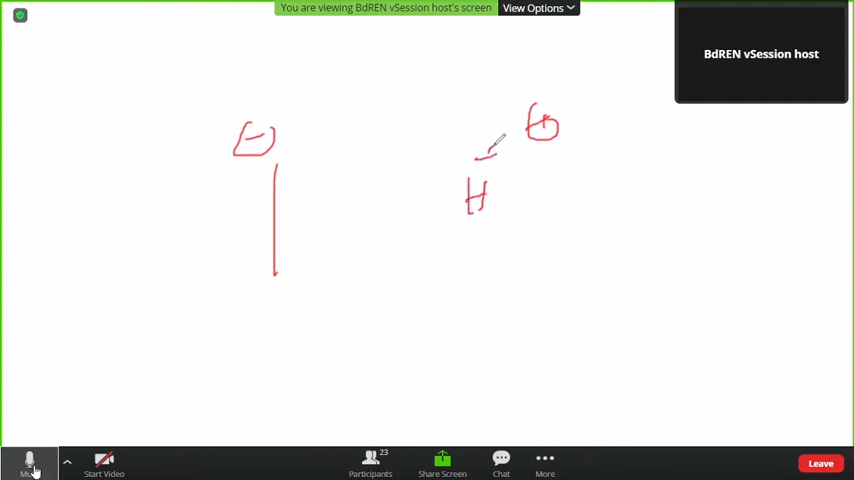 You are viewing BdREN vSession host's screen
View Options
BdREN vSession host
H
Start Video
Participants
23
Share Screen
Chat
More
Leave